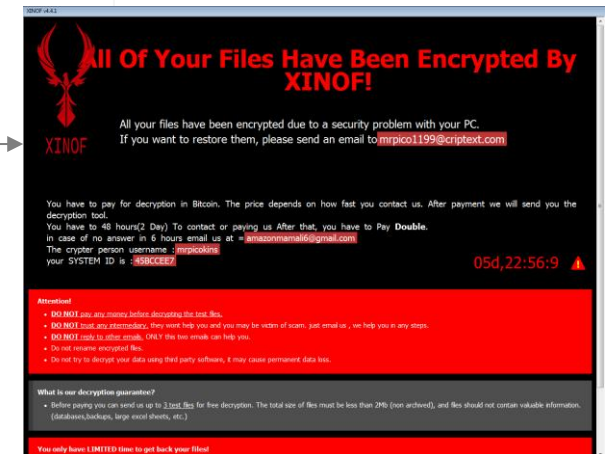 XINOF v4.4.1
All Of Your Files Have Been Encrypted By
XINOF!
XINOF
All your files have been encrypted due to a security problem with your PC.
If you want to restore them, please send an email to mrpico1199@criptext.com
You have to pay for decryption in Bitcoin. The price depends on how fast you contact us. After payment we will send you the
decryption tool.
You have to 48 hours(2 Day) To contact or paying us After that, you have to Pay Double.
in case of no answer in 6 hours email us at = amazonmamali6@gmail.com
The crypter person username : mrpicokins
your SYSTEM ID is : 45BCCEE7
05d,22:56:9
Attention!
DO NOT pay any money before decrypting the test files.
DO NOT trust any intermediary, they wont help you and you may be victim of scam. just email us , we help you in any steps.
DO NOT reply to other emails. ONLY this two emails can help you.
Do not rename encrypted files.
Do not try to decrypt your data using third party software, it may cause permanent data loss.
What is our decryption guarantee?
Before paying you can send us up to 3 test files for free decryption. The total size of files must be less than 2Mb (non archived), and files should not contain valuable information.
(databases,backups, large excel sheets, etc.)
You only have LIMITED time to get back your files!